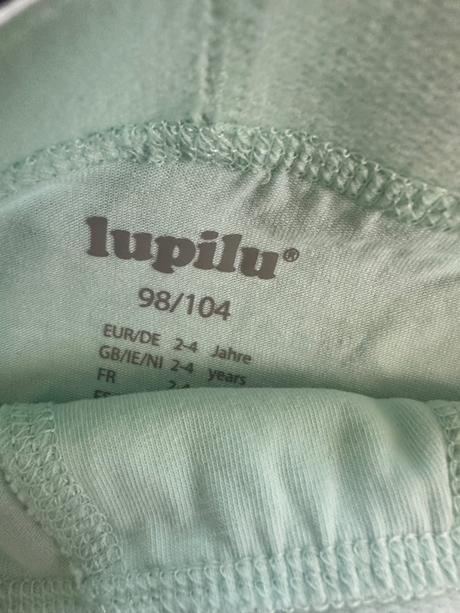 lupilu®
98/104
EUR/DE 2-4 Jahre
GB/IE/NI 2-4 years
FR